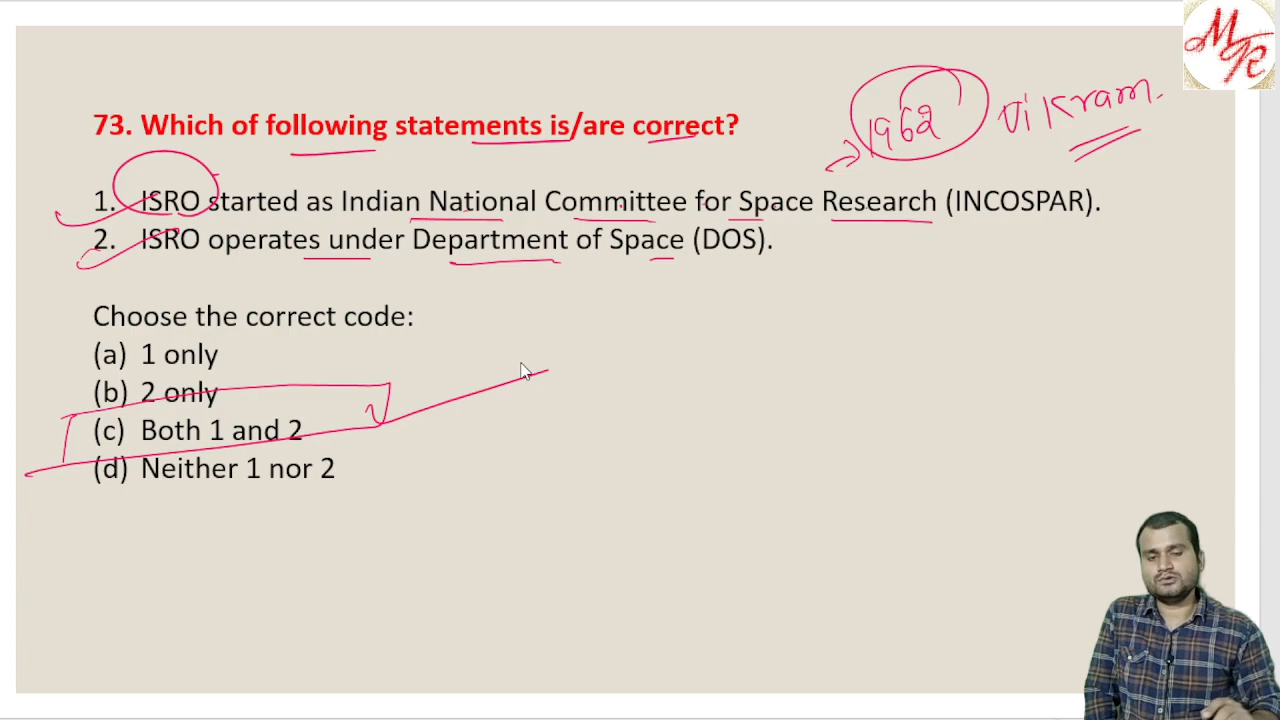 MR
1962 Vikram.
73. Which of following statements is/are correct?
1. ISRO started as Indian National Committee for Space Research (INCOSPAR).
2. ISRO operates under Department of Space (DOS).
Choose the correct code:
(a) 1 only
(b) 2 only
(c) Both 1 and 2
(d) Neither 1 nor 2